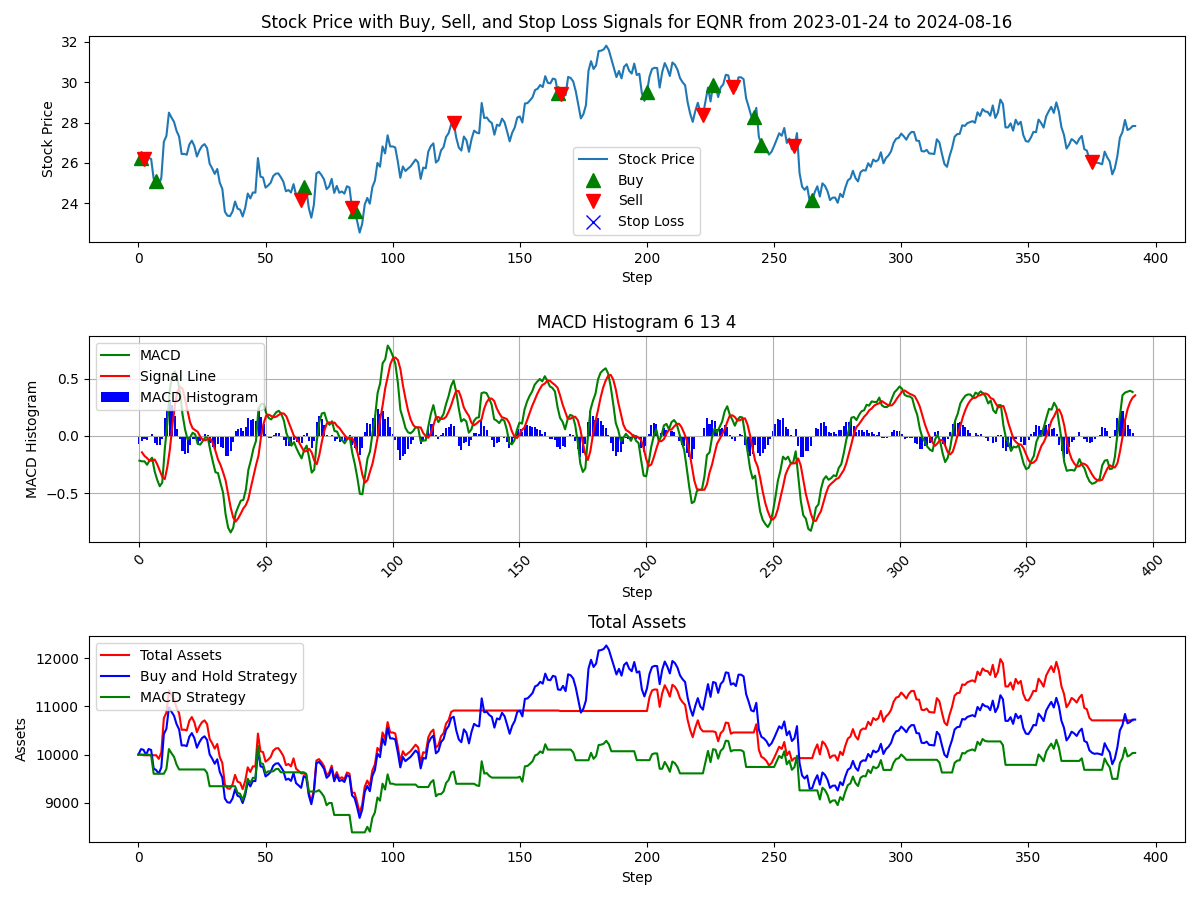 Stock Price with Buy, Sell, and Stop Loss Signals for EQNR from 2023-01-24 to 2024-08-16
32
30
28
26
24
Stock Price
Stock Price
Buy
Sell
Stop Loss
0 50 100 150 200 250 300 350 400
Step
MACD Histogram 6 13 4
0.5
0.0
−0.5
MACD Histogram
MACD
Signal Line
MACD Histogram
0 50 100 150 200 250 300 350 400
Step
Total Assets
12000
11000
10000
9000
Assets
Total Assets
Buy and Hold Strategy
MACD Strategy
0 50 100 150 200 250 300 350 400
Step